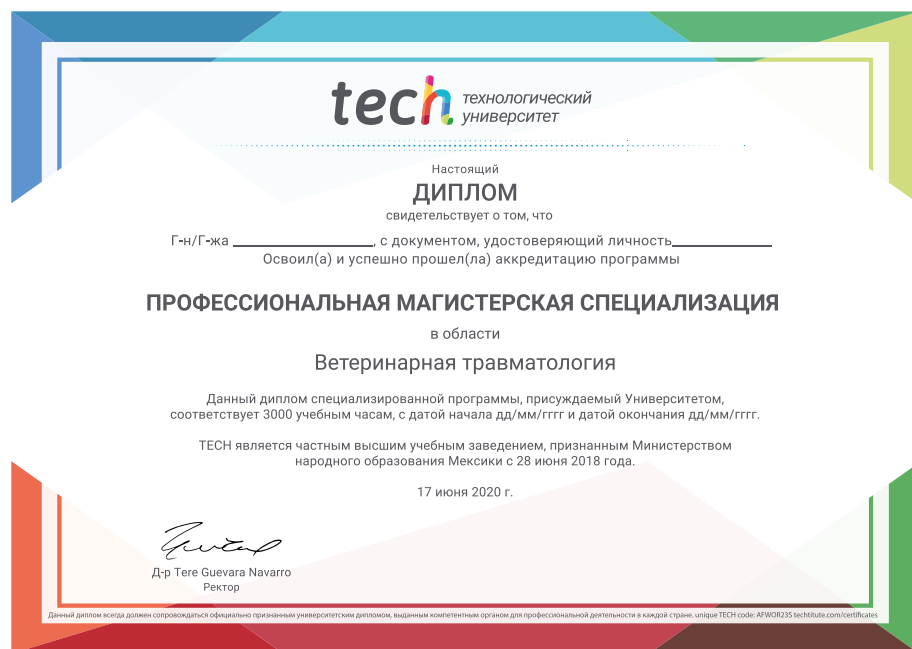 tech технологический
университет
Настоящий
ДИПЛОМ
свидетельствует о том, что
Г-н/Г-жа ____________________, с документом, удостоверяющий личность______________
Освоил(а) и успешно прошел(ла) аккредитацию программы
ПРОФЕССИОНАЛЬНАЯ МАГИСТЕРСКАЯ СПЕЦИАЛИЗАЦИЯ
в области
Ветеринарная травматология
Данный диплом специализированной программы, присуждаемый Университетом,
соответствует 3000 учебным часам, с датой начала дд/мм/гггг и датой окончания дд/мм/гггг.
TECH является частным высшим учебным заведением, признанным Министерством
народного образования Мексики с 28 июня 2018 года.
17 июня 2020 г.
Д-р Tere Guevara Navarro
Ректор
Данный диплом всегда должен сопровождаться официально признанным университетским дипломом, выданным компетентным органом для профессиональной деятельности в каждой стране. unique TECH code: AFWOR23S techtitute.com/certificates